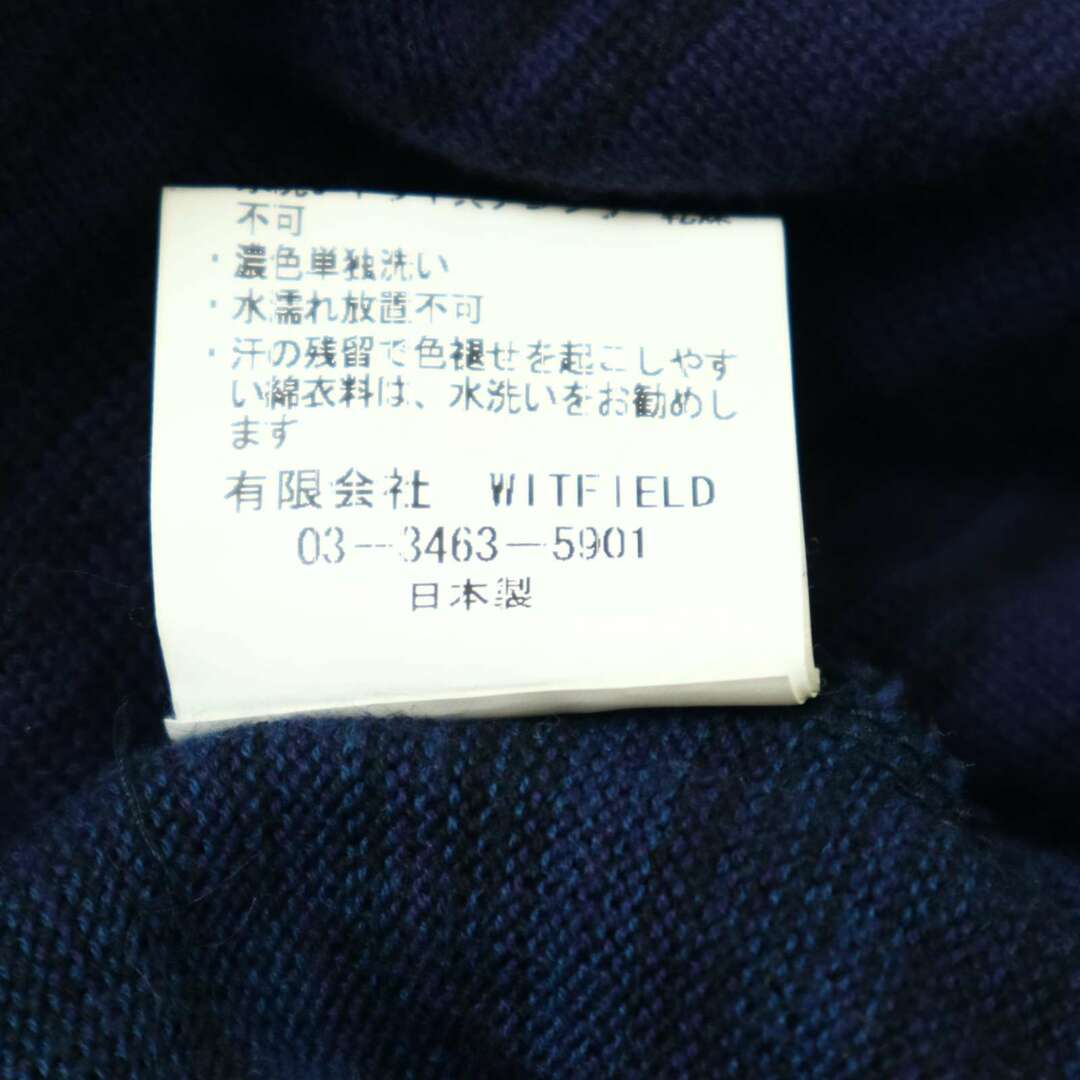 不可
・濃色単独洗い
・水濡れ放置不可
・汗の残留で色褪せを起こしやす
い綿衣料は、水洗いをお勧めし
ます
有限会社 WITFIELD
03-3463-5901
日本製